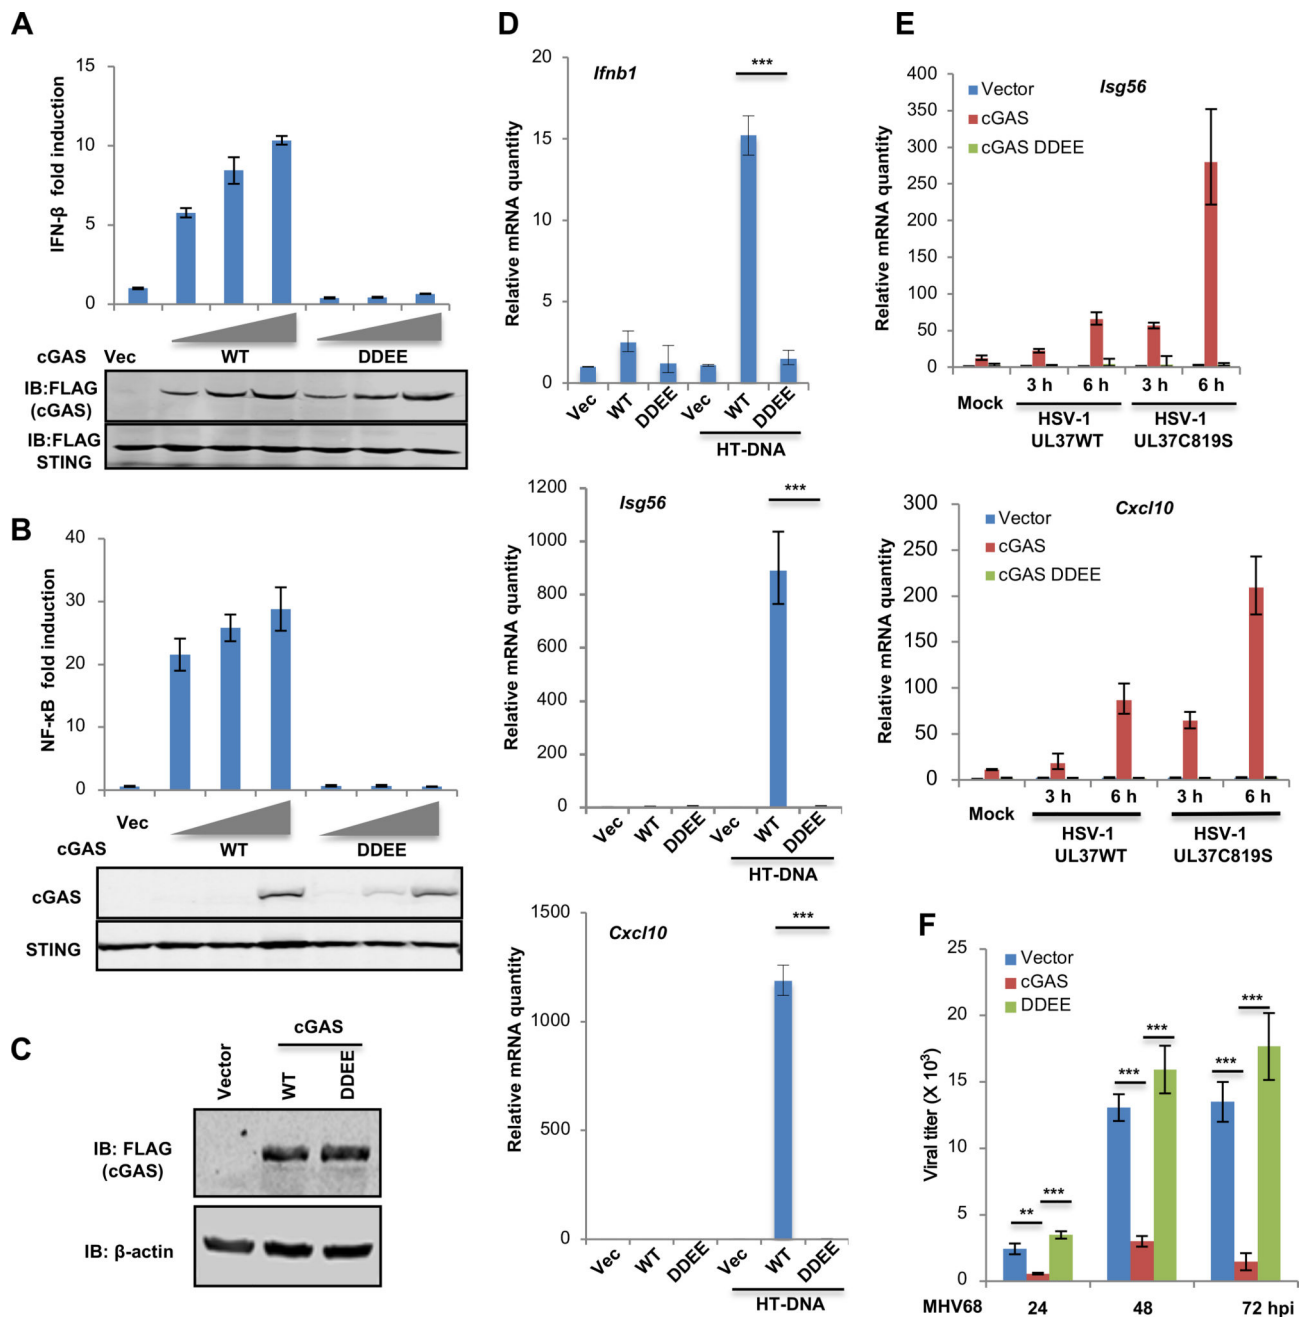 A
15
10
5
0
IFN-β fold induction
cGAS
Vec
WT
DDEE
IB:FLAG
(cGAS)
IB:FLAG
STING
B
40
30
20
10
0
NF-κB fold induction
Vec
cGAS
WT
DDEE
cGAS
STING
C
cGAS
Vector
WT
DDEE
IB: FLAG
(cGAS)
IB: β-actin
D
Ifnb1
***
20
15
10
5
0
Relative mRNA quantity
Vec
WT
DDEE
Vec
WT
DDEE
HT-DNA
Isg56
***
1200
1000
800
600
400
200
0
Relative mRNA quantity
Vec
WT
DDEE
Vec
WT
DDEE
HT-DNA
Cxcl10
***
1500
1000
500
0
Relative mRNA quantity
Vec
WT
DDEE
Vec
WT
DDEE
HT-DNA
E
Isg56
Vector
cGAS
cGAS DDEE
400
350
300
250
200
150
100
50
0
Relative mRNA quantity
Mock
3 h
6 h
3 h
6 h
HSV-1
UL37WT
HSV-1
UL37C819S
Cxcl10
Vector
cGAS
cGAS DDEE
300
250
200
150
100
50
0
Relative mRNA quantity
Mock
3 h
6 h
3 h
6 h
HSV-1
UL37WT
HSV-1
UL37C819S
F
Vector
cGAS
DDEE
25
20
15
10
5
0
Viral titer (X 10³)
**
***
***
***
***
***
MHV68
24
48
72 hpi